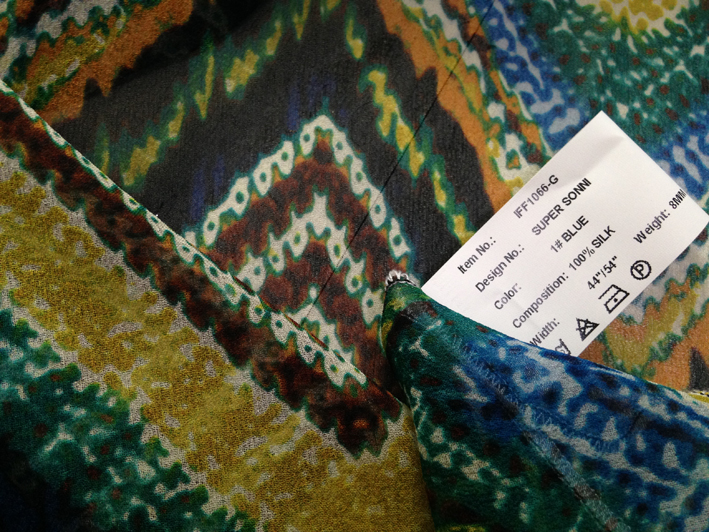 Item No.: IFF1066-G
Design No.: SUPER SONNI
Color: 1# BLUE
Composition: 100% SILK
Width: 44"/54" Weight: 8MM
P